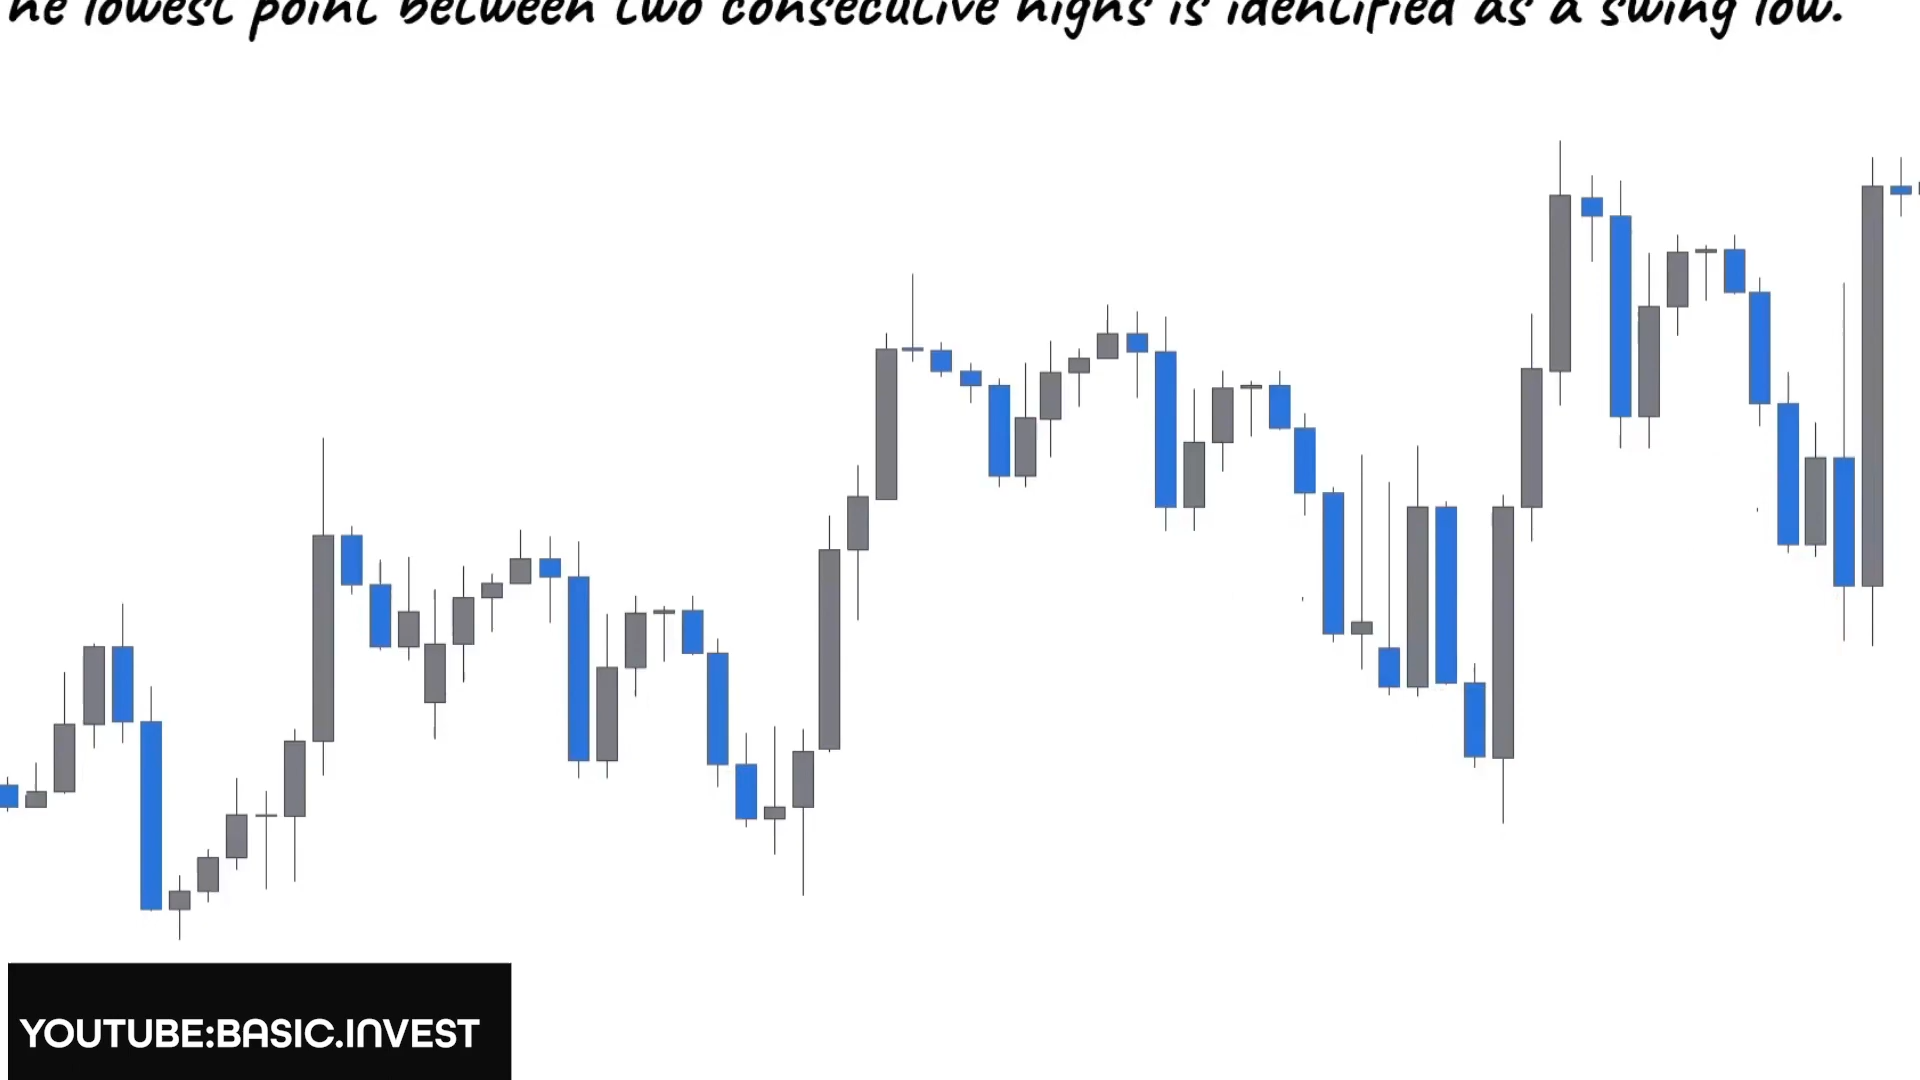 he lowest point between two consecutive highs is identified as a swing low.
YOUTUBE:BASIC.INVEST